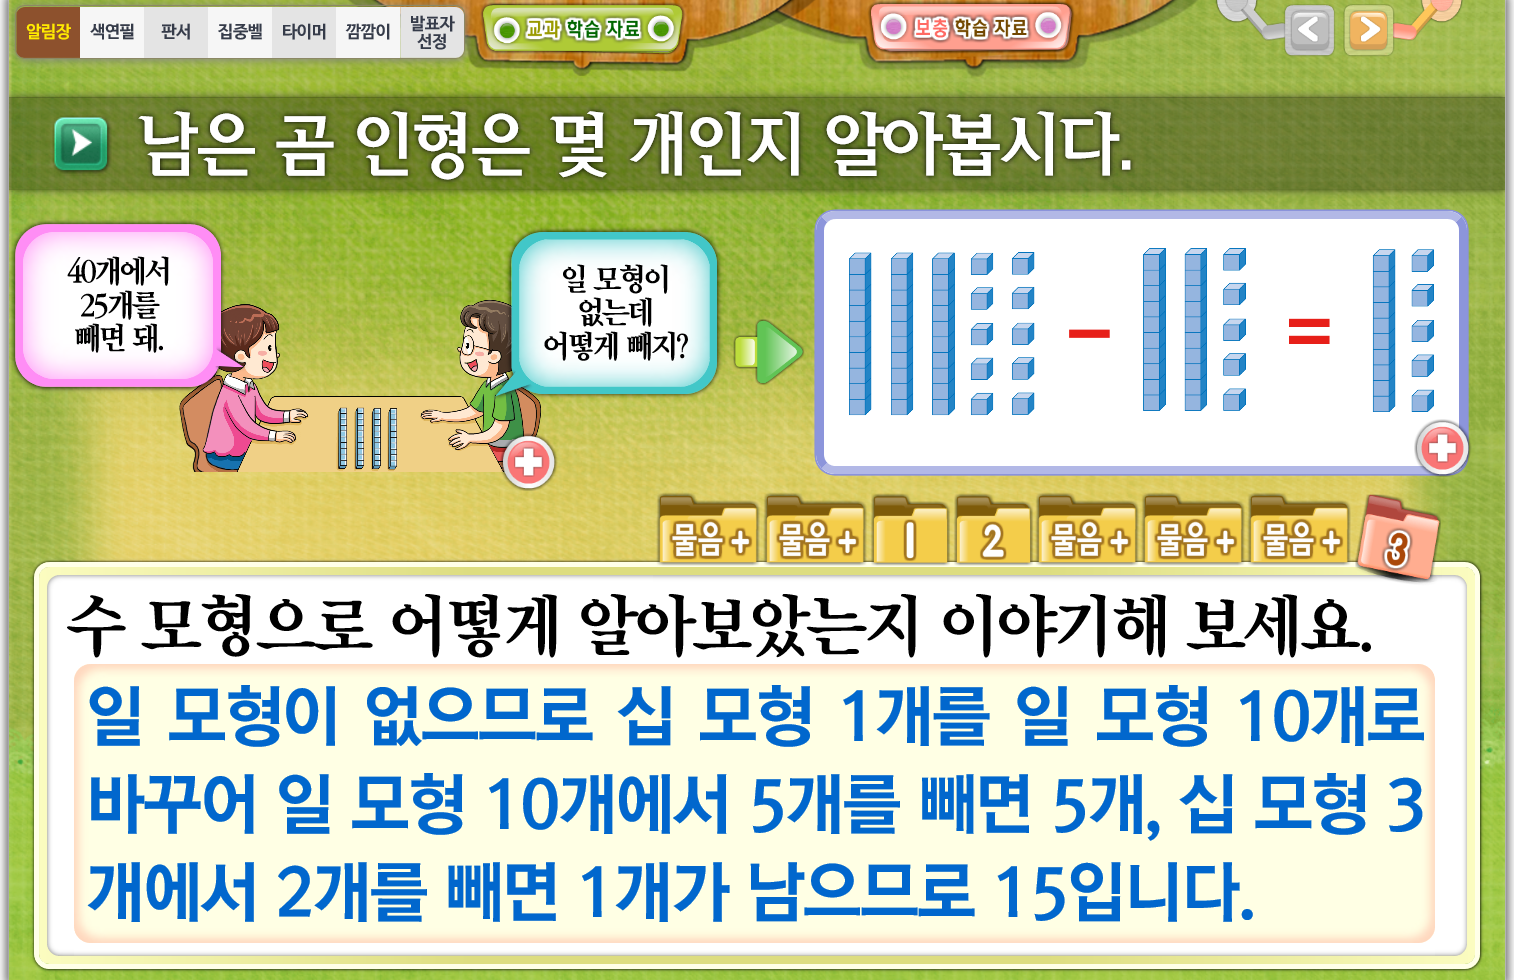 알림장 색연필 판서 집중벨 타이머 깜깜이 발표자 선정
교과 학습 자료
보충 학습 자료
남은 곰 인형은 몇 개인지 알아봅시다.
40개에서
25개를
빼면 돼.
일 모형이
없는데
어떻게 빼지?
물음 + 물음 + 1 2 물음 + 물음 + 물음 + 3
수 모형으로 어떻게 알아보았는지 이야기해 보세요.
일 모형이 없으므로 십 모형 1개를 일 모형 10개로
바꾸어 일 모형 10개에서 5개를 빼면 5개, 십 모형 3
개에서 2개를 빼면 1개가 남으므로 15입니다.